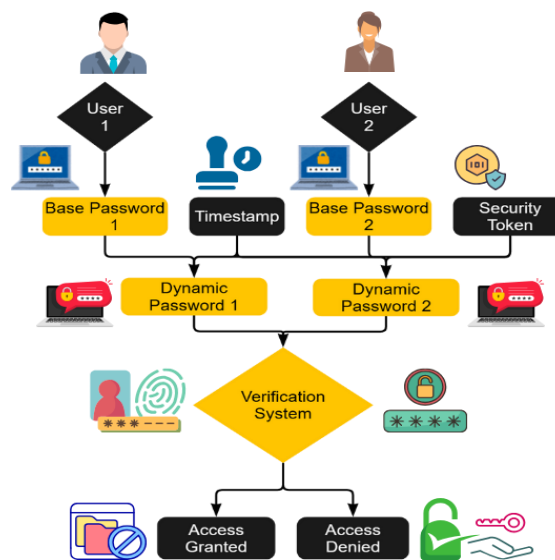 User
1
User
2
Base Password
1
Timestamp
Base Password
2
Security
Token
Dynamic
Password 1
Dynamic
Password 2
Verification
System
Access
Granted
Access
Denied